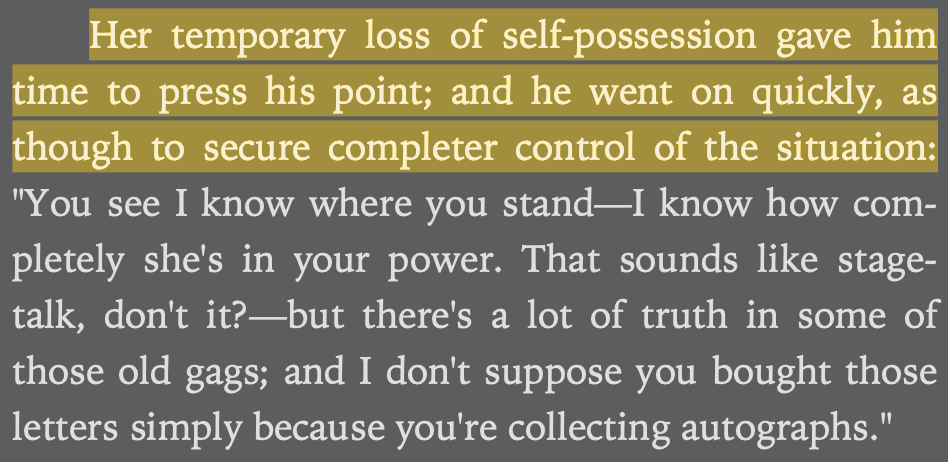 Her temporary loss of self-possession gave him
time to press his point; and he went on quickly, as
though to secure completer control of the situation:
"You see I know where you stand—I know how com-
pletely she's in your power. That sounds like stage-
talk, don't it?—but there's a lot of truth in some of
those old gags; and I don't suppose you bought those
letters simply because you're collecting autographs."